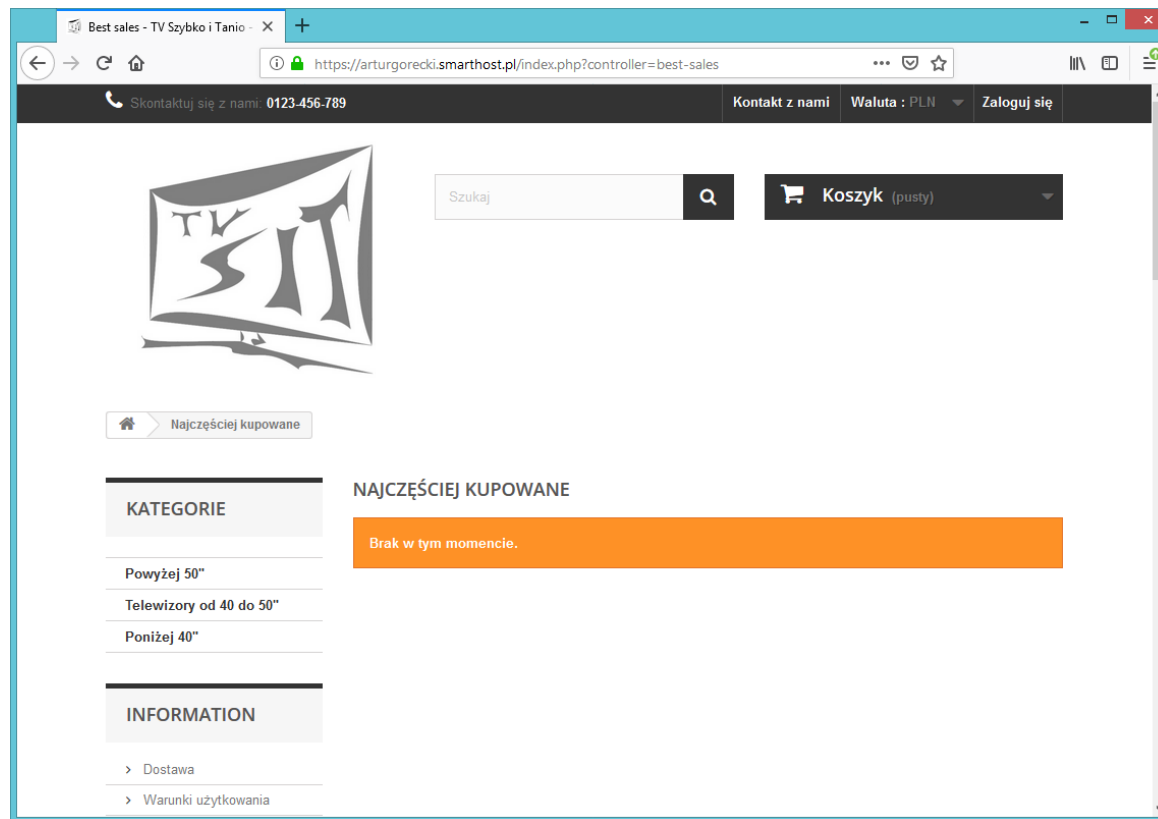 Best sales - TV Szybko i Tanio -
https://arturgorecki.smarthost.pl/index.php?controller=best-sales
Skontaktuj się z nami: 0123-456-789
Kontakt z nami
Waluta : PLN
Zaloguj się
TV
SIT
Szukaj
Koszyk (pusty)
Najczęściej kupowane
KATEGORIE
Powyżej 50"
Telewizory od 40 do 50"
Poniżej 40"
INFORMATION
Dostawa
Warunki użytkowania
NAJCZĘŚCIEJ KUPOWANE
Brak w tym momencie.